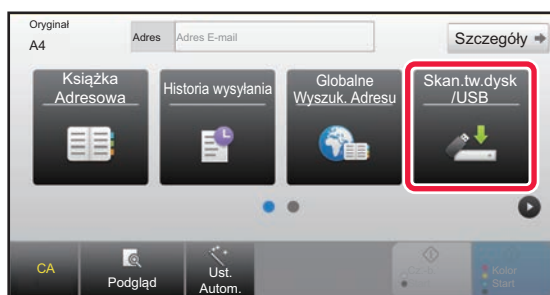 Oryginał
A4
Adres
Adres E-mail
Szczegóły
Książka
Adresowa
Historia wysyłania
Globalne
Wyszuk. Adresu
Skan.tw.dysk
/USB
CA
Podgląd
Ust.
Autom.
Kolor
Start